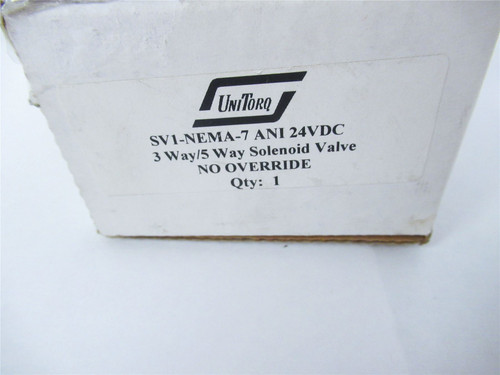 UNITORQ
SV1-NEMA-7 ANI 24VDC
3 Way/5 Way Solenoid Valve
NO OVERRIDE
Qty: 1